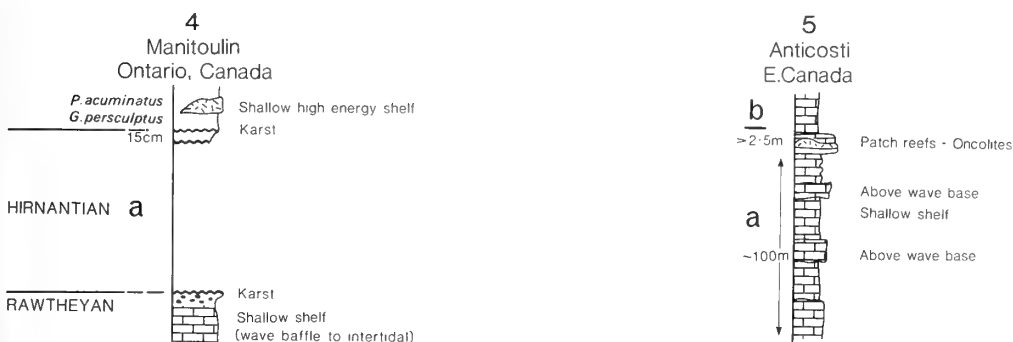 4
Manitoulin
Ontario, Canada
P. acuminatus
G. persculptus
15cm
Shallow high energy shelf
Karst
HIRNANTIAN a
RAWTHEYAN
Karst
Shallow shelf
(wave baffle to intertidal)
5
Anticosti
E.Canada
b
>2·5m
Patch reefs - Oncolites
a
~100m
Above wave base
Shallow shelf
Above wave base